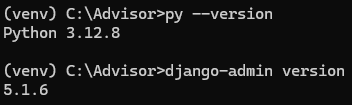 (venv) C:\Advisor>py --version
Python 3.12.8
(venv) C:\Advisor>django-admin version
5.1.6